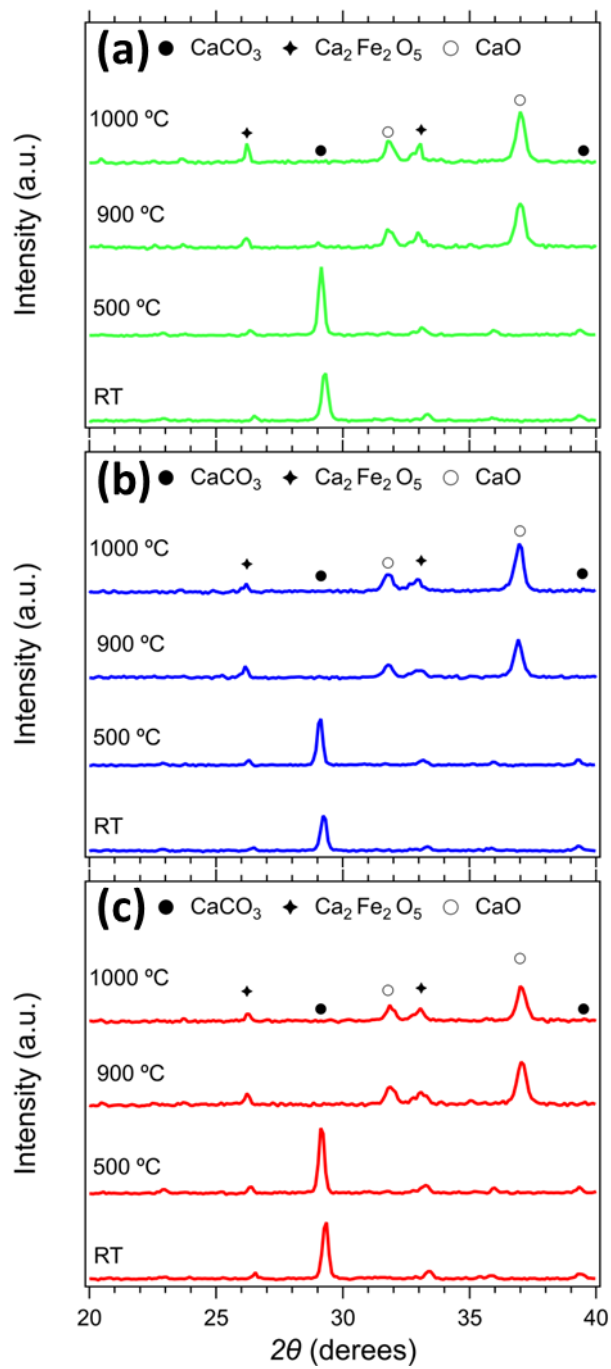 (a) ● CaCO₃ ✦ Ca₂Fe₂O₅ ○ CaO
1000 ºC
900 ºC
500 ºC
RT
Intensity (a.u.)
(b) ● CaCO₃ ✦ Ca₂Fe₂O₅ ○ CaO
1000 ºC
900 ºC
500 ºC
RT
Intensity (a.u.)
(c) ● CaCO₃ ✦ Ca₂Fe₂O₅ ○ CaO
1000 ºC
900 ºC
500 ºC
RT
Intensity (a.u.)
20 25 30 35 40
2θ (derees)